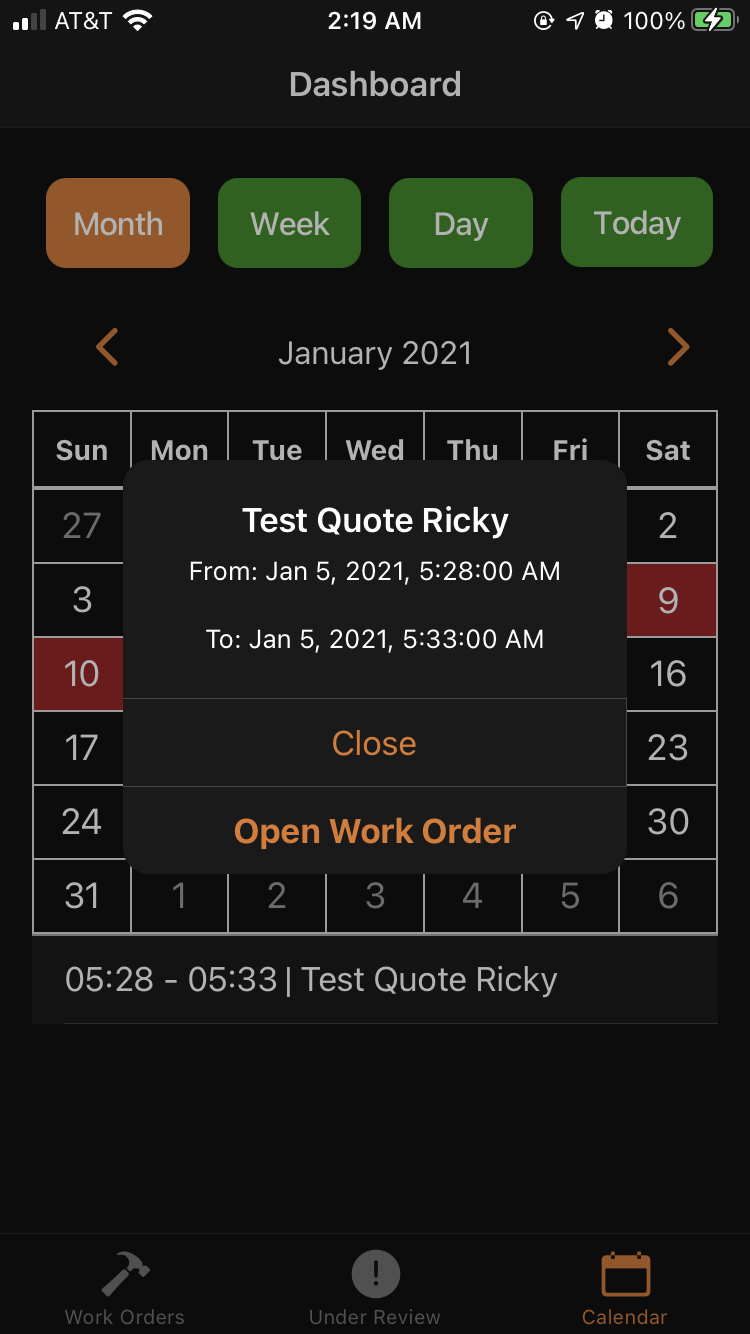 AT&T 2:19 AM 100%
Dashboard
Month Week Day Today
January 2021
Sun Mon Tue Wed Thu Fri Sat
27 2
3 9
10 16
17 23
24 30
31 1 2 3 4 5 6
Test Quote Ricky
From: Jan 5, 2021, 5:28:00 AM
To: Jan 5, 2021, 5:33:00 AM
Close
Open Work Order
05:28 - 05:33 | Test Quote Ricky
Work Orders Under Review Calendar